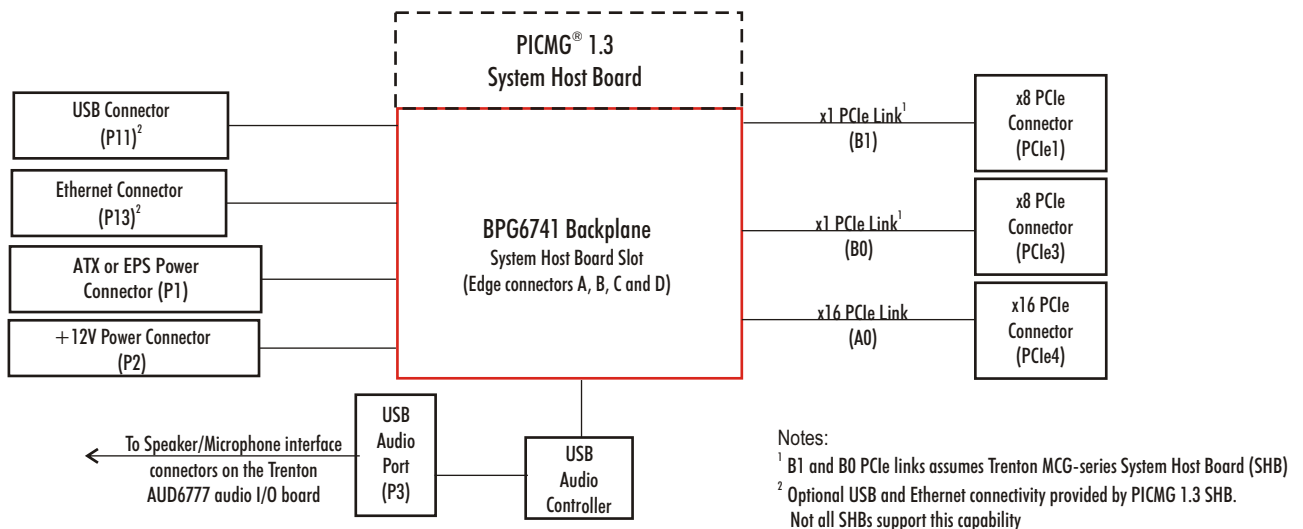 PICMG® 1.3
System Host Board
USB Connector
(P11)²
Ethernet Connector
(P13)²
ATX or EPS Power
Connector (P1)
+12V Power Connector
(P2)
BPG6741 Backplane
System Host Board Slot
(Edge connectors A, B, C and D)
x1 PCIe Link¹
(B1)
x8 PCIe
Connector
(PCIe1)
x1 PCIe Link¹
(B0)
x8 PCIe
Connector
(PCIe3)
x16 PCIe Link
(A0)
x16 PCIe
Connector
(PCIe4)
To Speaker/Microphone interface
connectors on the Trenton
AUD6777 audio I/O board
USB
Audio
Port
(P3)
USB
Audio
Controller
Notes:
¹ B1 and B0 PCIe links assumes Trenton MCG-series System Host Board (SHB)
² Optional USB and Ethernet connectivity provided by PICMG 1.3 SHB.
Not all SHBs support this capability